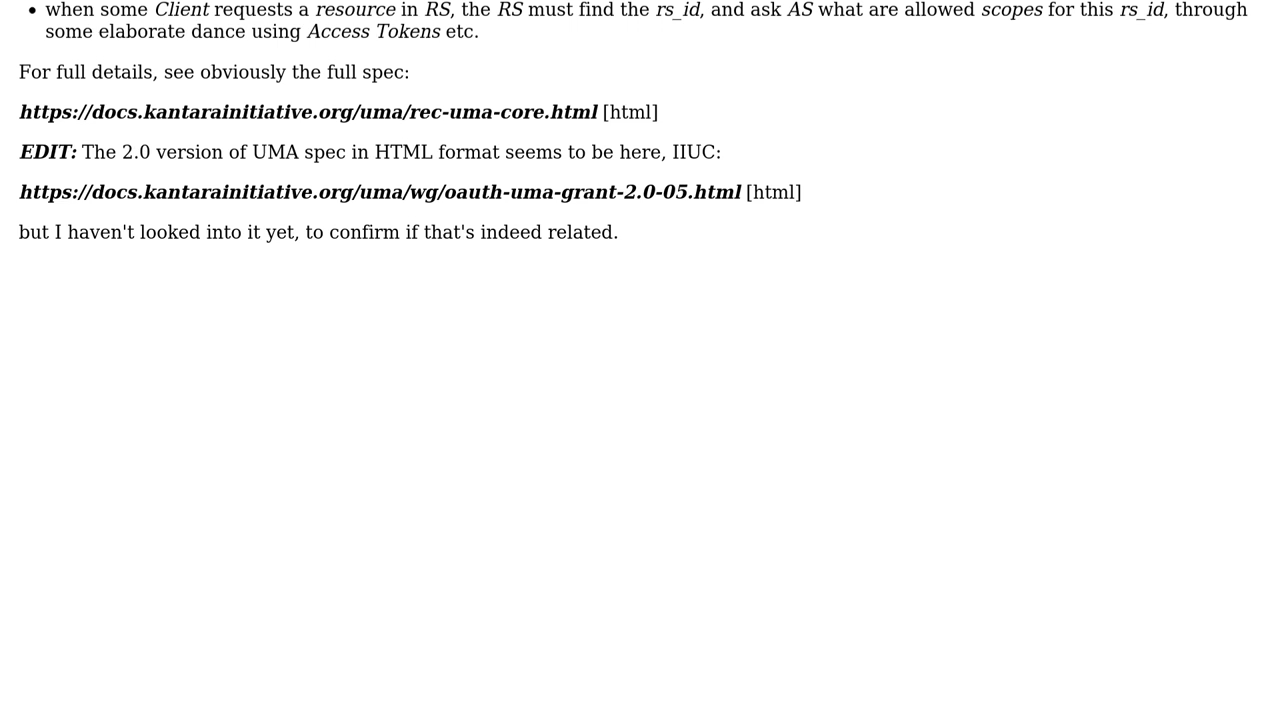 • when some Client requests a resource in RS, the RS must find the rs_id, and ask AS what are allowed scopes for this rs_id, through
some elaborate dance using Access Tokens etc.
For full details, see obviously the full spec:
https://docs.kantarainitiative.org/uma/rec-uma-core.html [html]
EDIT: The 2.0 version of UMA spec in HTML format seems to be here, IIUC:
https://docs.kantarainitiative.org/uma/wg/oauth-uma-grant-2.0-05.html [html]
but I haven't looked into it yet, to confirm if that's indeed related.